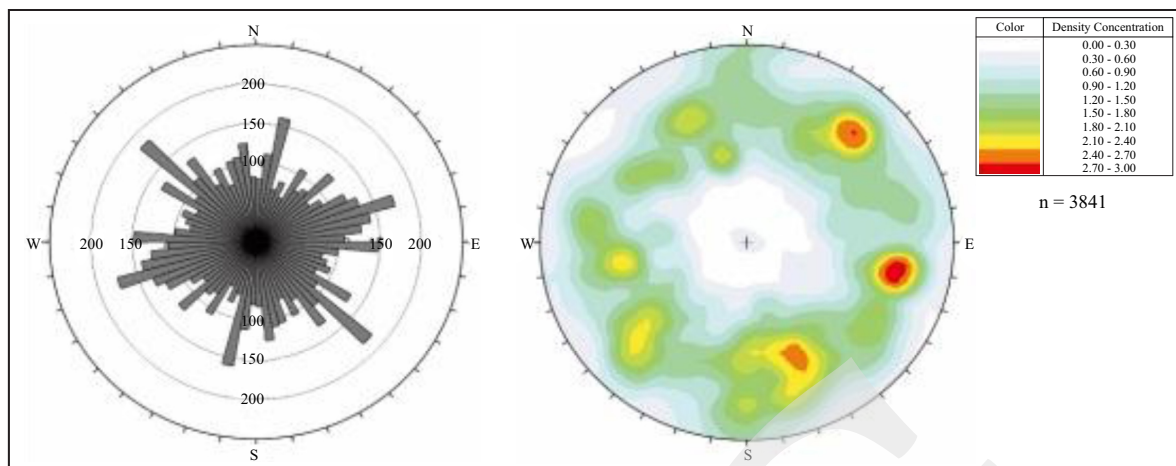 N
200
150
100
W 200 150 150 200 E
100
150
200
S
N
W E
S
Color Density Concentration
0.00 - 0.30
0.30 - 0.60
0.60 - 0.90
0.90 - 1.20
1.20 - 1.50
1.50 - 1.80
1.80 - 2.10
2.10 - 2.40
2.40 - 2.70
2.70 - 3.00
n = 3841